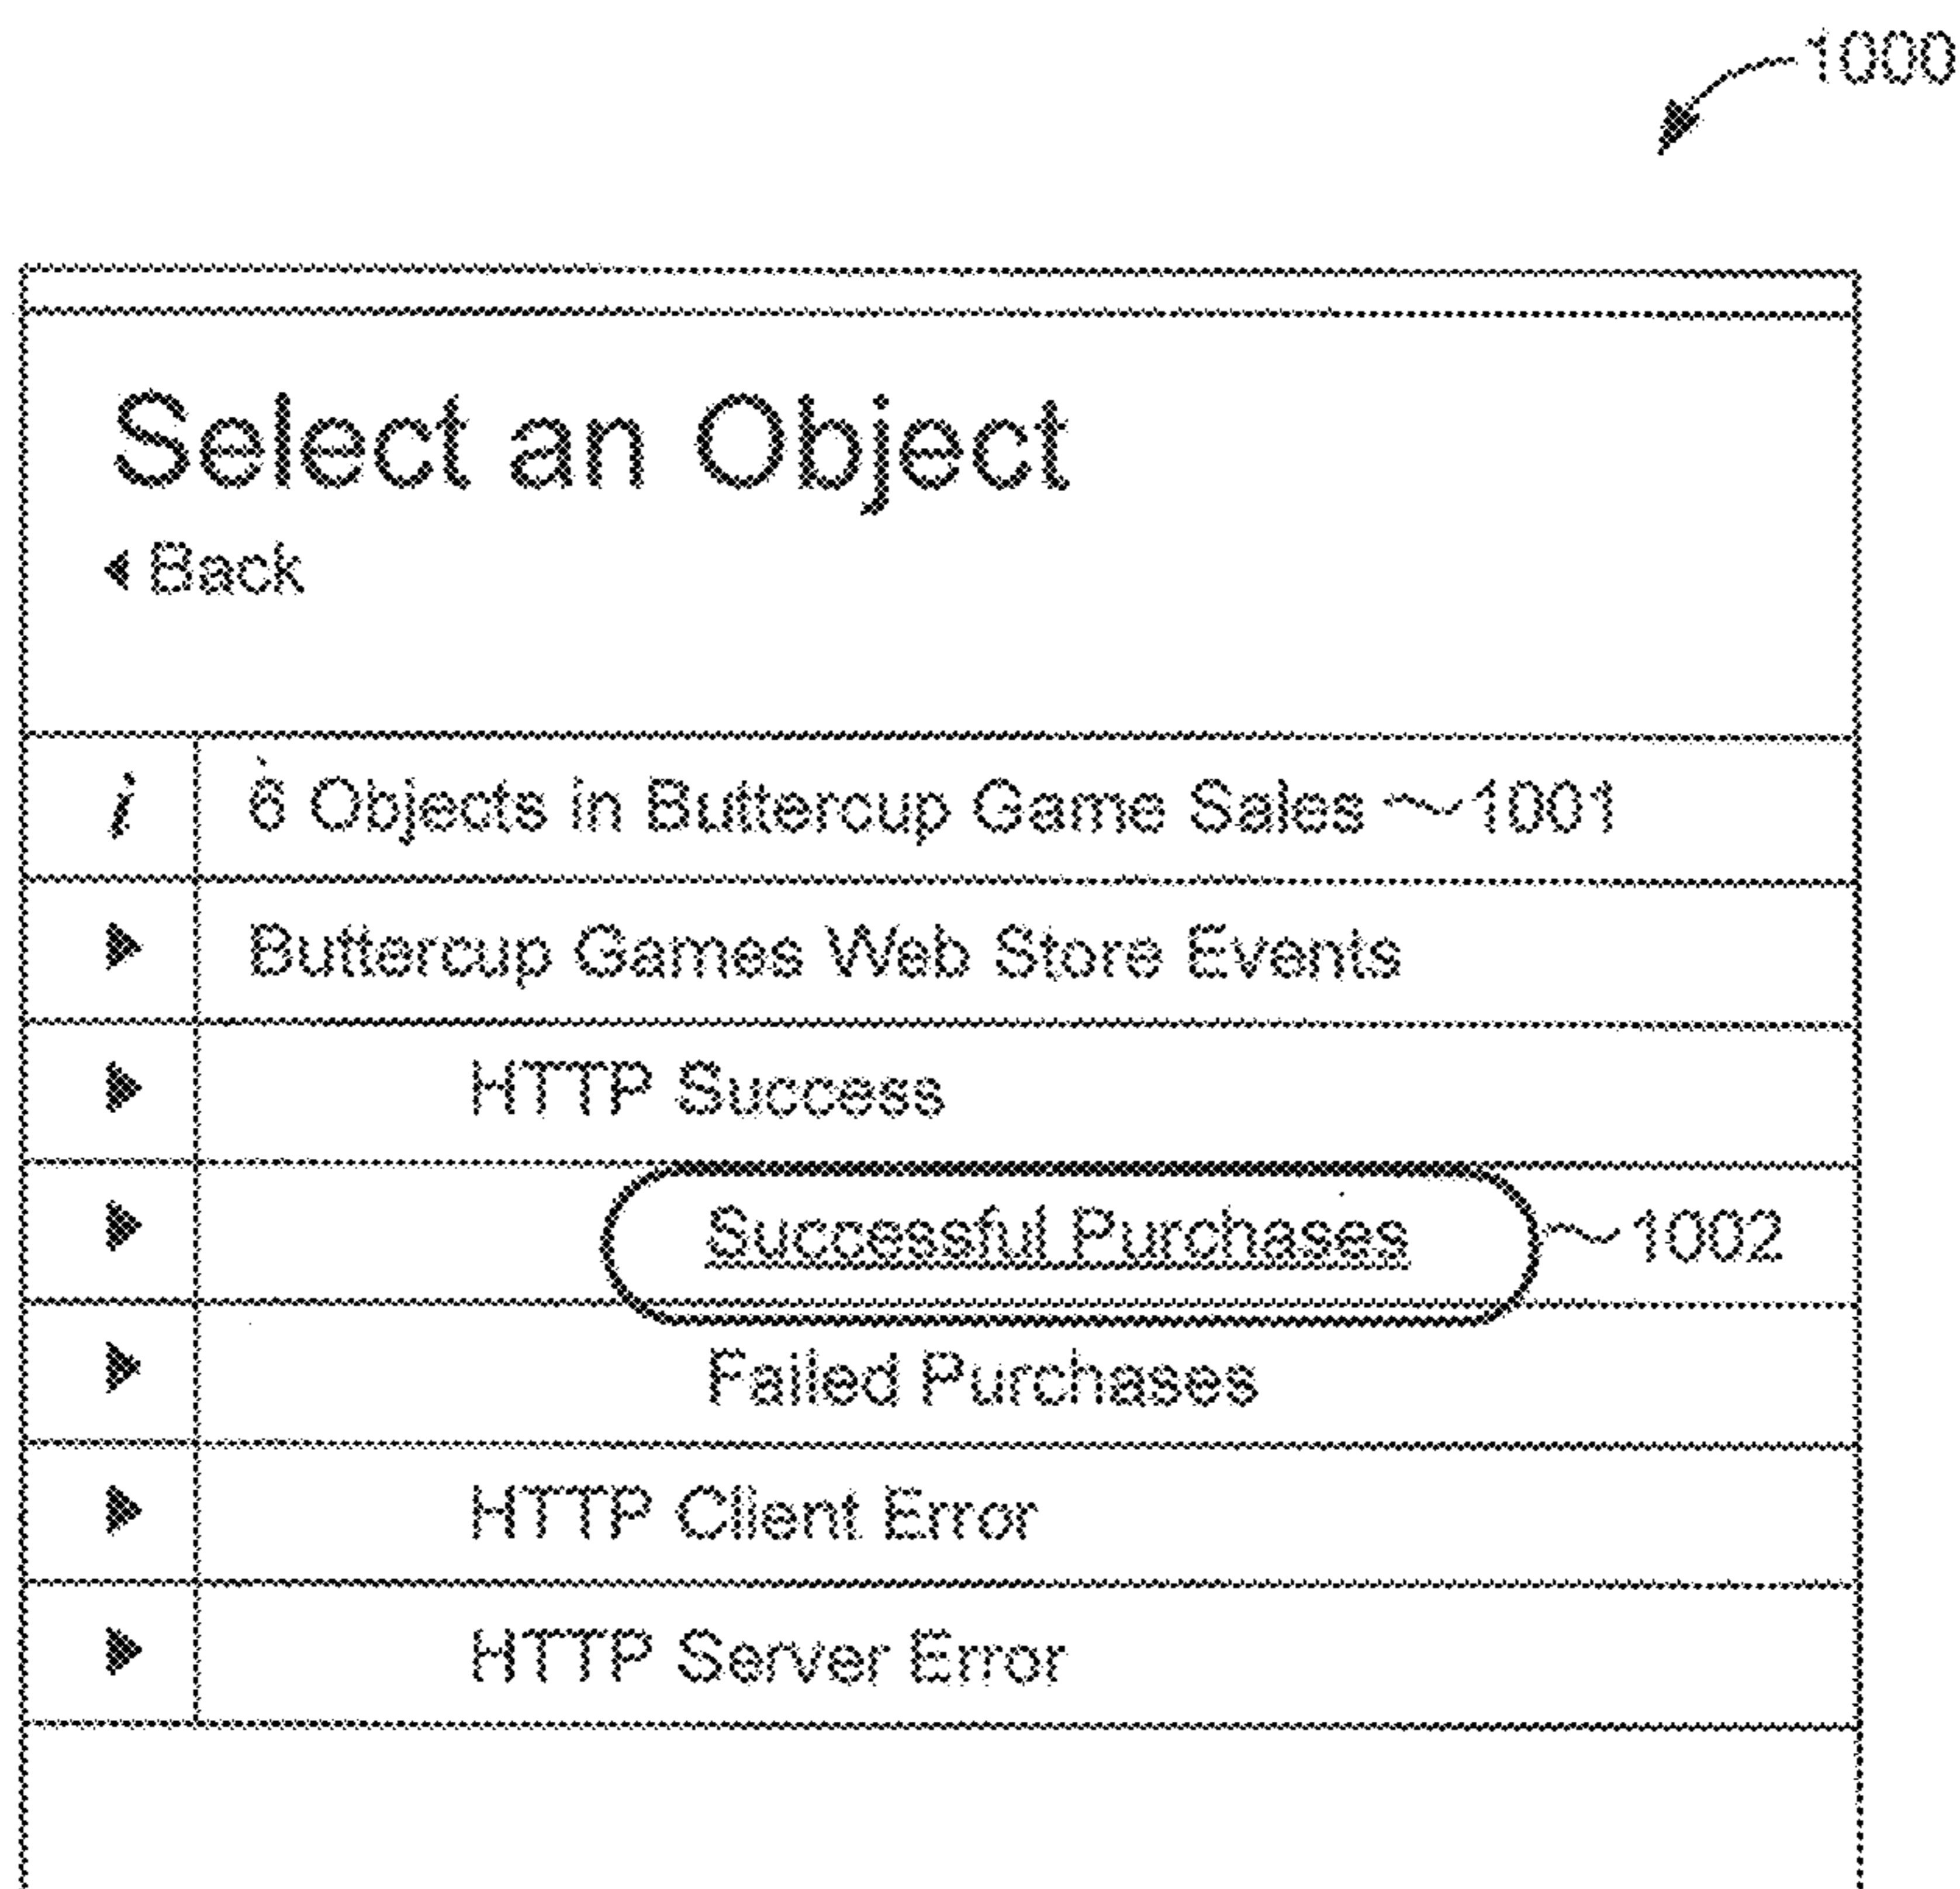 1000
Select an Object
Back
i 6 Objects in Buttercup Game Sales 1001
Buttercup Games Web Store Events
HTTP Success
Successful Purchases 1002
Failed Purchases
HTTP Client Error
HTTP Server Error